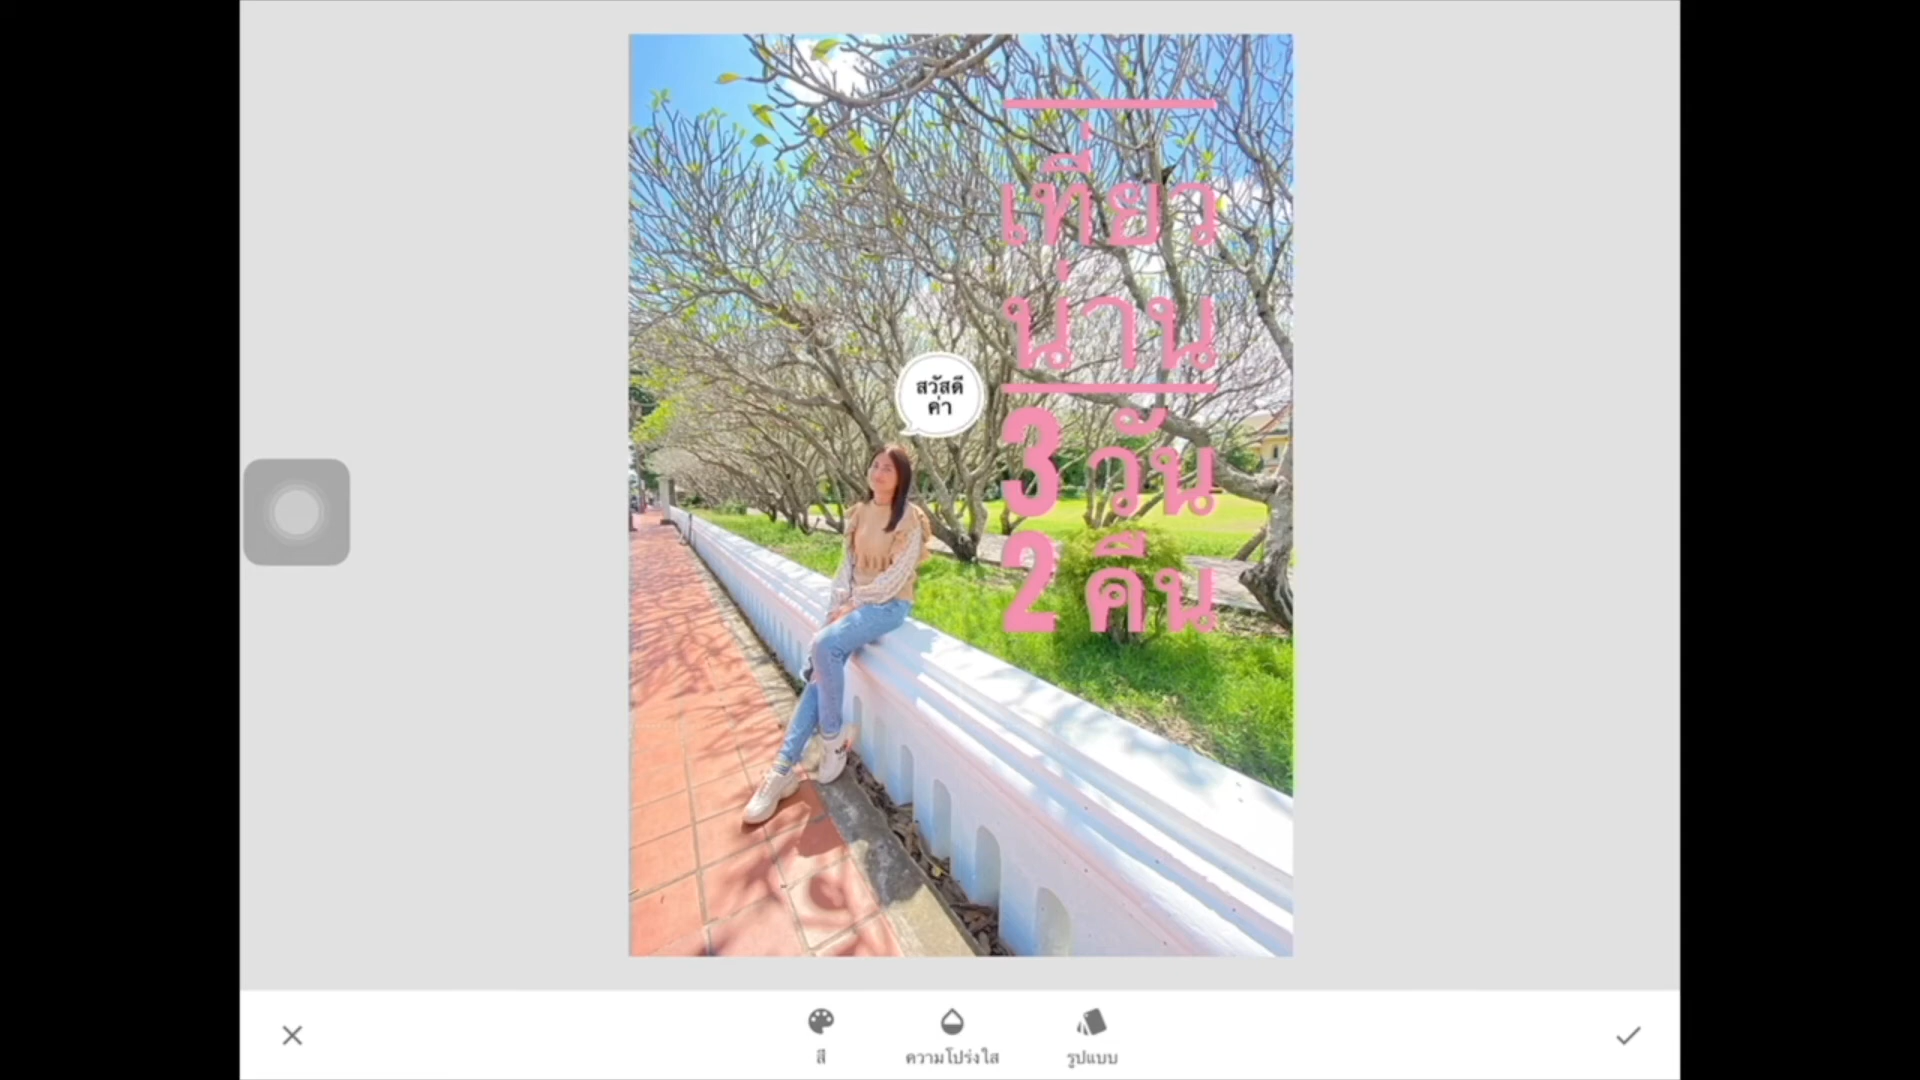 เที่ยว
น่าน
3 วัน
2 คืน
สวัสดี
ค่า
สี
ความโปร่งใส
รูปแบบ